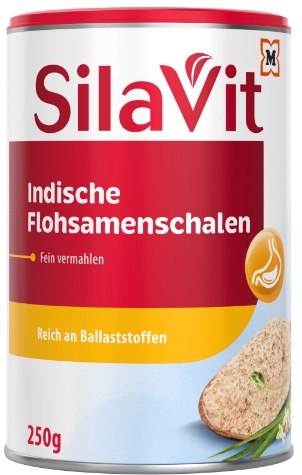 M
SilaVit
Indische
Flohsamenschalen
Fein vermahlen
Reich an Ballaststoffen
250g